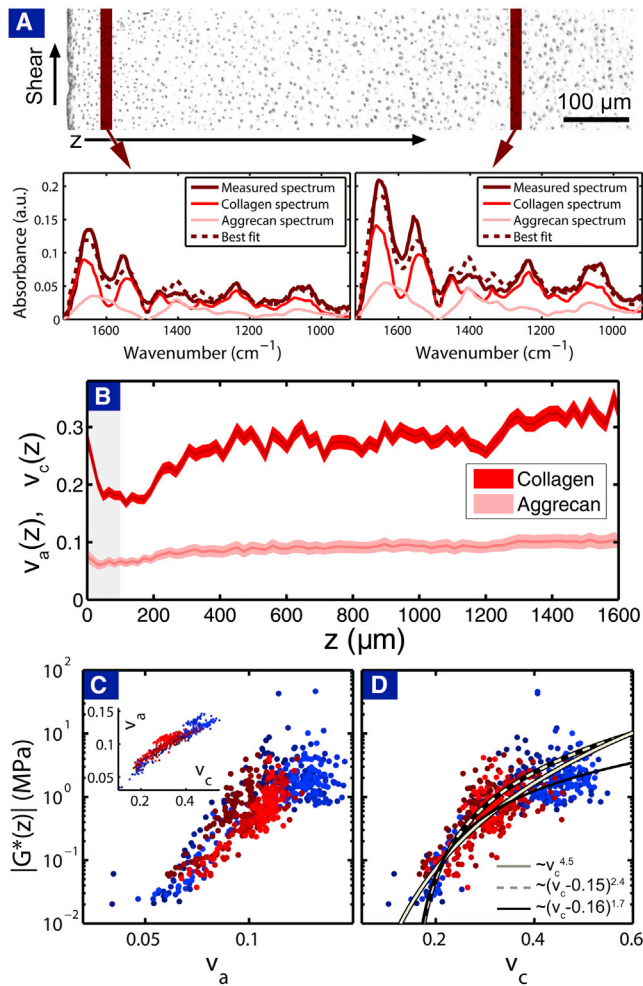 A
Shear
z
100 µm
Absorbance (a.u.)
0.2
0.15
0.1
0.05
0
Measured spectrum
Collagen spectrum
Aggrecan spectrum
Best fit
1600 1400 1200 1000
Wavenumber (cm⁻¹)
Measured spectrum
Collagen spectrum
Aggrecan spectrum
Best fit
1600 1400 1200 1000
Wavenumber (cm⁻¹)
B
v_a(z), v_c(z)
0.3
0.2
0.1
0
Collagen
Aggrecan
0 200 400 600 800 1000 1200 1400 1600
z (µm)
C
|G*(z)| (MPa)
10²
10¹
10⁰
10⁻¹
10⁻²
v_a
0.15
0.1
0.05
v_c
0.2 0.4
0.05 0.1
v_a
D
~v_c^4.5
~(v_c-0.15)^2.4
~(v_c-0.16)^1.7
0.2 0.4 0.6
v_c